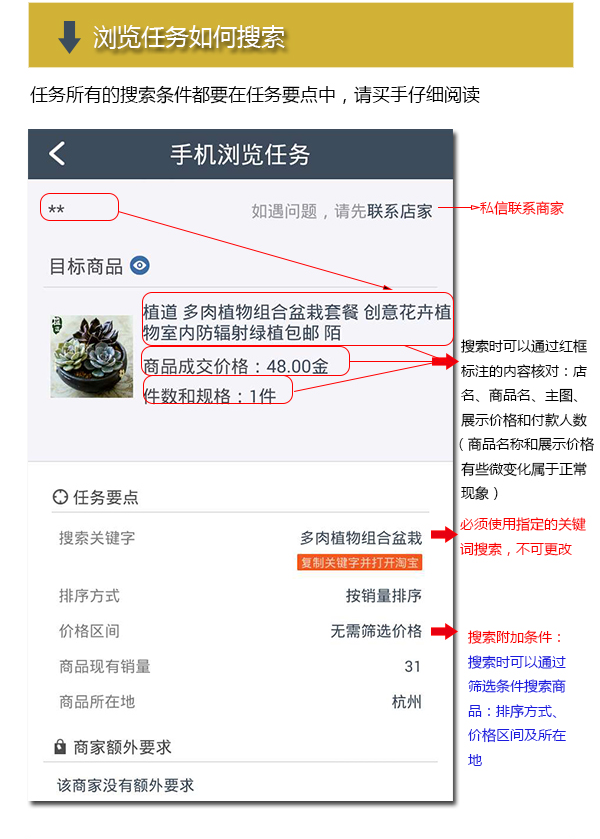 浏览任务如何搜索
任务所有的搜索条件都要在任务要点中，请买手仔细阅读
手机浏览任务
**
如遇问题，请先联系店家
私信联系商家
目标商品
植道 多肉植物组合盆栽套餐 创意花卉植
物室内防辐射绿植包邮 陌
商品成交价格：48.00金
件数和规格：1件
搜索时可以通过红框
标注的内容核对：店
名、商品名、主图、
展示价格和付款人数
（商品名称和展示价格
有些微变化属于正常
现象）
任务要点
搜索关键字
多肉植物组合盆栽
复制关键字并打开淘宝
必须使用指定的关键
词搜索，不可更改
排序方式
按销量排序
价格区间
无需筛选价格
商品现有销量
31
商品所在地
杭州
搜索附加条件：
搜索时可以通过
筛选条件搜索商
品：排序方式、
价格区间及所在
地
商家额外要求
该商家没有额外要求